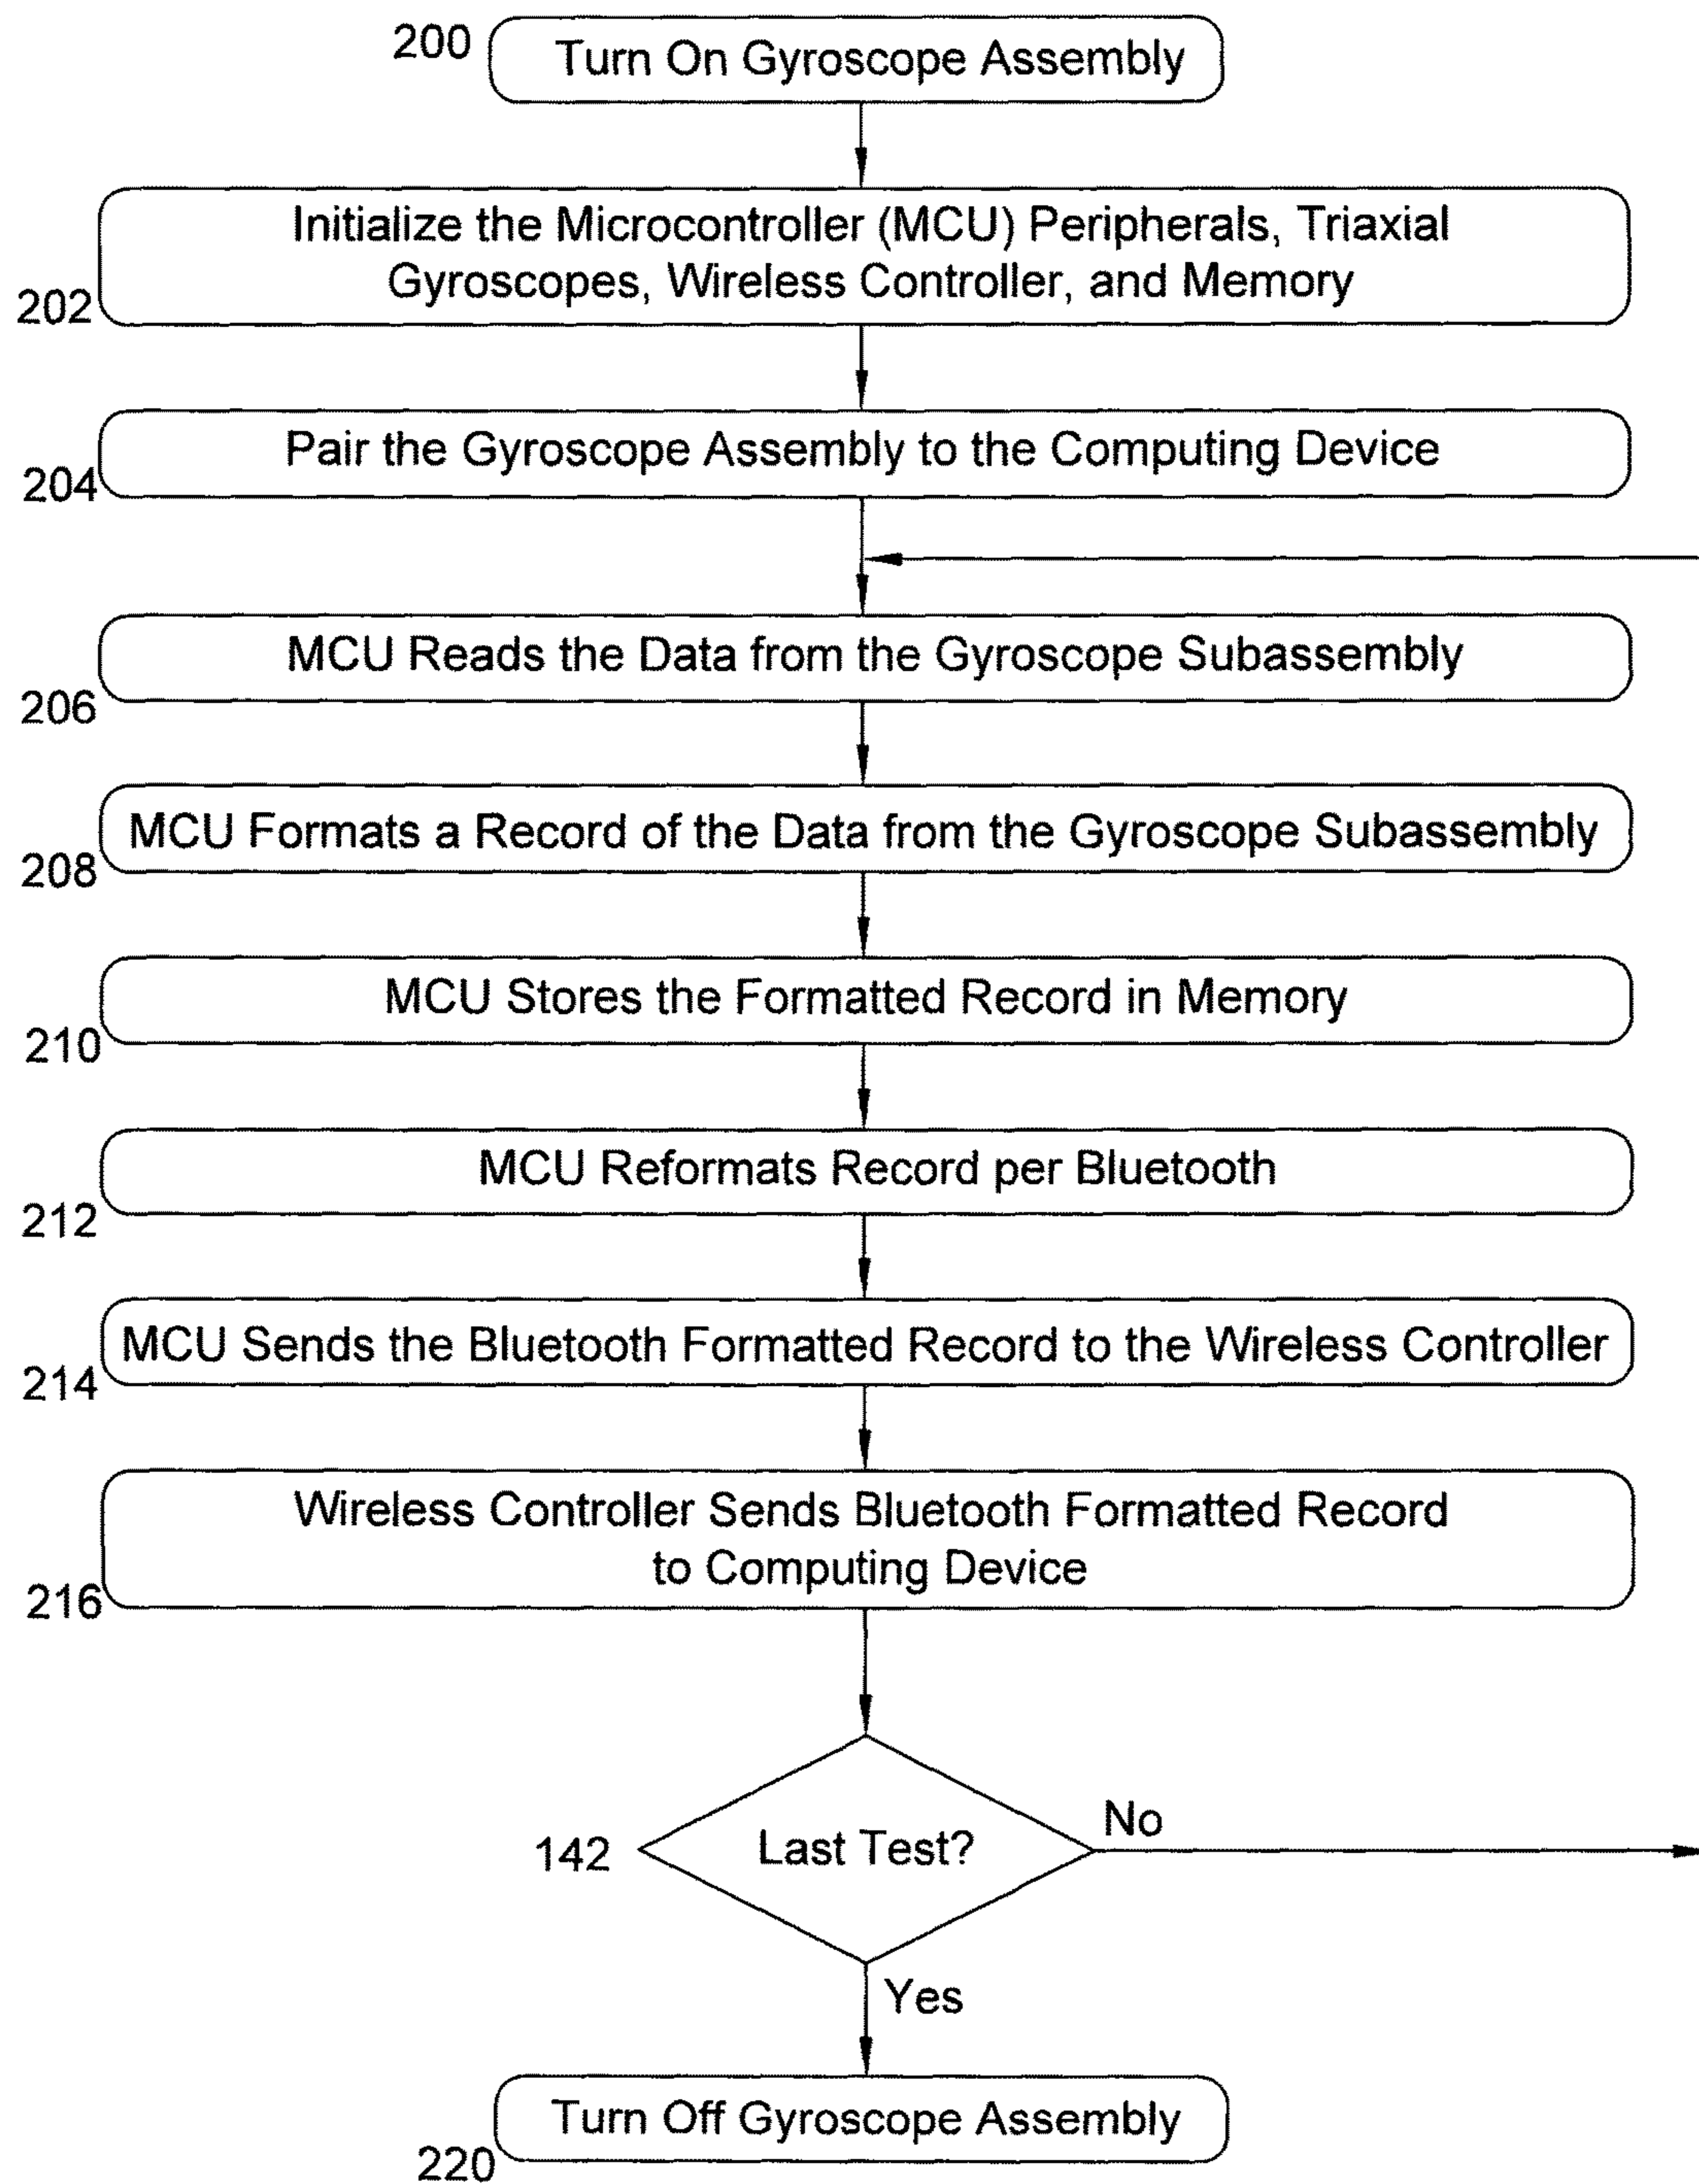 200
Turn On Gyroscope Assembly
Initialize the Microcontroller (MCU) Peripherals, Triaxial
Gyroscopes, Wireless Controller, and Memory
202
Pair the Gyroscope Assembly to the Computing Device
204
MCU Reads the Data from the Gyroscope Subassembly
206
MCU Formats a Record of the Data from the Gyroscope Subassembly
208
MCU Stores the Formatted Record in Memory
210
MCU Reformats Record per Bluetooth
212
MCU Sends the Bluetooth Formatted Record to the Wireless Controller
214
Wireless Controller Sends Bluetooth Formatted Record
to Computing Device
216
No
142
Last Test?
Yes
Turn Off Gyroscope Assembly
220